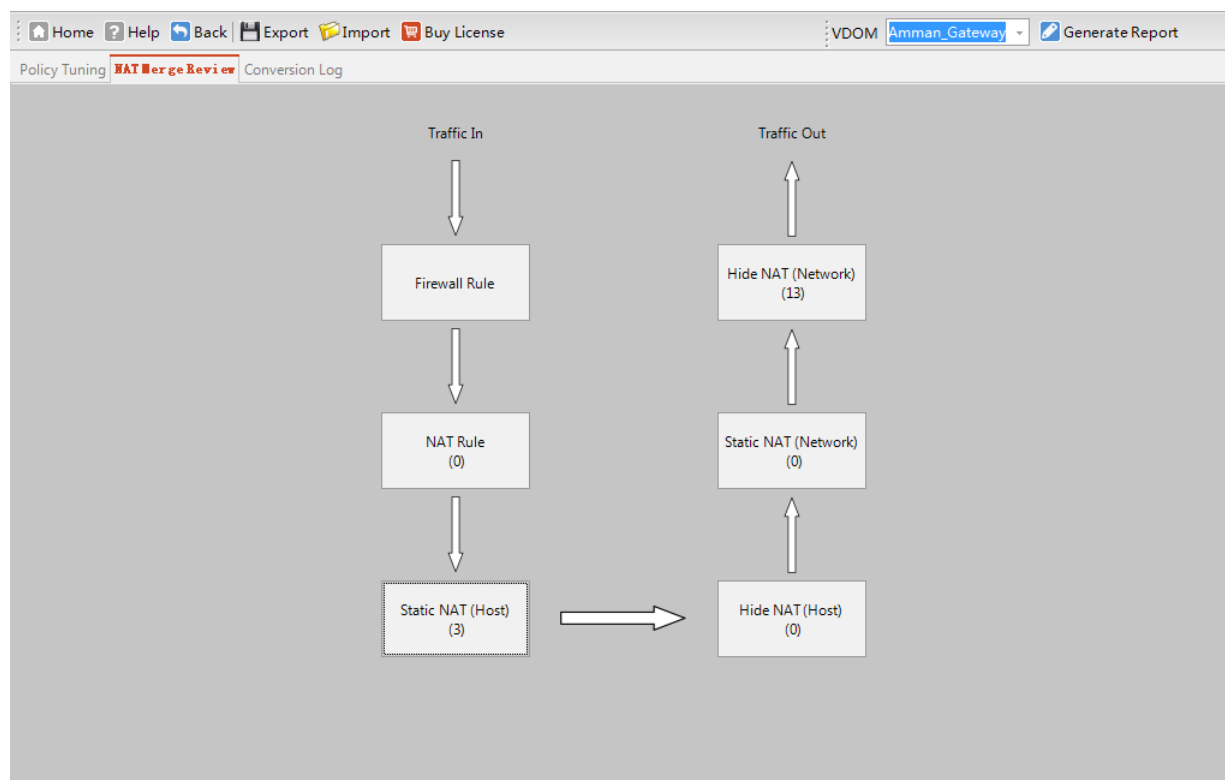 Home Help Back Export Import Buy License VDOM Amman_Gateway Generate Report
Policy Tuning NAT Merge Review Conversion Log
Traffic In
Traffic Out
Firewall Rule
Hide NAT (Network)
(13)
NAT Rule
(0)
Static NAT (Network)
(0)
Static NAT (Host)
(3)
Hide NAT (Host)
(0)